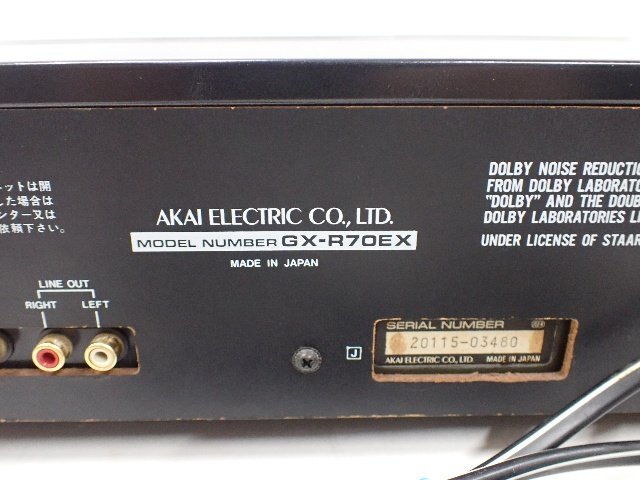 ネットは開
した場合は
ンター又は
依頼下さい。
AKAI ELECTRIC CO., LTD.
MODEL NUMBER GX-R70EX
MADE IN JAPAN
DOLBY NOISE REDUCTION
FROM DOLBY LABORATO
"DOLBY" AND THE DOUB
DOLBY LABORATORIES LI
UNDER LICENSE OF STAAR
LINE OUT
RIGHT LEFT
J
SERIAL NUMBER
20115-03480
AKAI ELECTRIC CO., LTD. MADE IN JAPAN